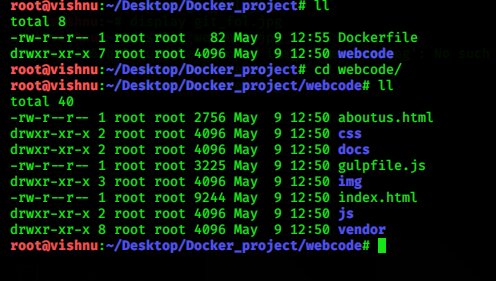 root@vishnu:~/Desktop/Docker_project# ll
total 8
-rw-r--r-- 1 root root   82 May  9 12:55 Dockerfile
drwxr-xr-x 7 root root 4096 May  9 12:50 webcode
root@vishnu:~/Desktop/Docker_project# cd webcode/
root@vishnu:~/Desktop/Docker_project/webcode# ll
total 40
-rw-r--r-- 1 root root 2756 May  9 12:50 aboutus.html
drwxr-xr-x 2 root root 4096 May  9 12:50 css
drwxr-xr-x 2 root root 4096 May  9 12:50 docs
-rw-r--r-- 1 root root 3225 May  9 12:50 gulpfile.js
drwxr-xr-x 3 root root 4096 May  9 12:50 img
-rw-r--r-- 1 root root 9244 May  9 12:50 index.html
drwxr-xr-x 2 root root 4096 May  9 12:50 js
drwxr-xr-x 8 root root 4096 May  9 12:50 vendor
root@vishnu:~/Desktop/Docker_project/webcode#